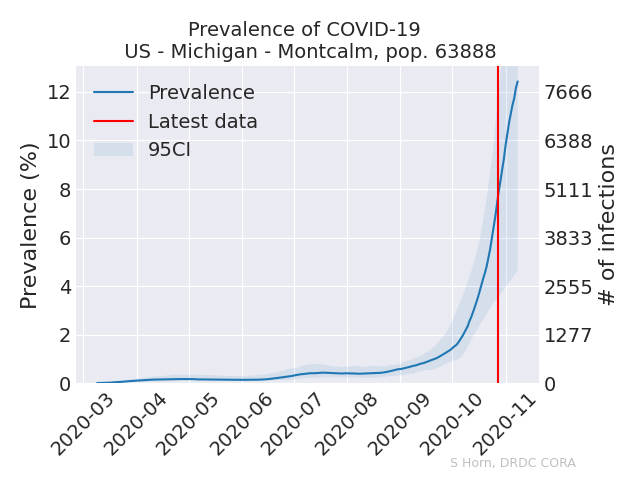 Prevalence of COVID-19
US - Michigan - Montcalm, pop. 63888
Prevalence
Latest data
95CI
Prevalence (%)
12
10
8
6
4
2
0
7666
6388
5111
3833
2555
1277
0
# of infections
2020-03
2020-04
2020-05
2020-06
2020-07
2020-08
2020-09
2020-10
2020-11
S Horn, DRDC CORA